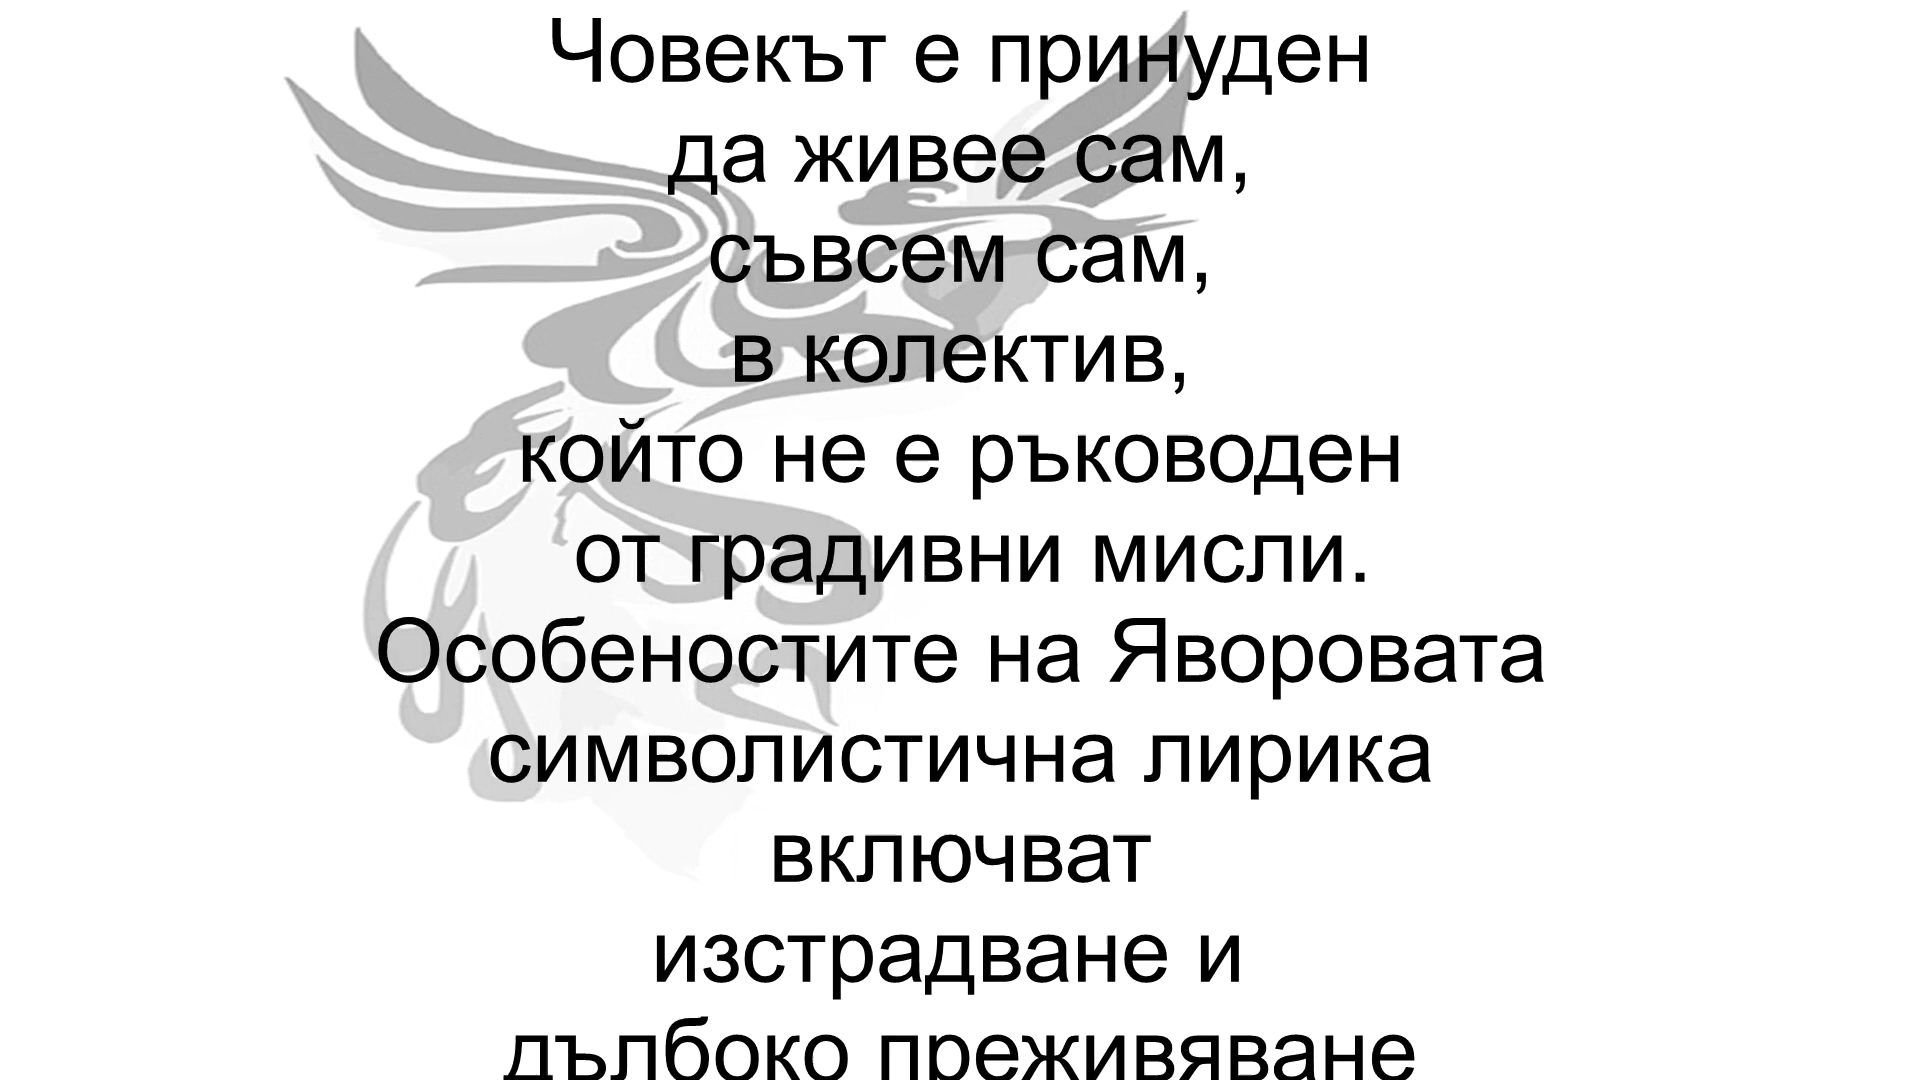 Човекът е принуден
да живее сам,
съвсем сам,
в колектив,
който не е ръководен
от градивни мисли.
Особеностите на Яворовата
символистична лирика
включват
изстрадване и
дълбоко преживяване